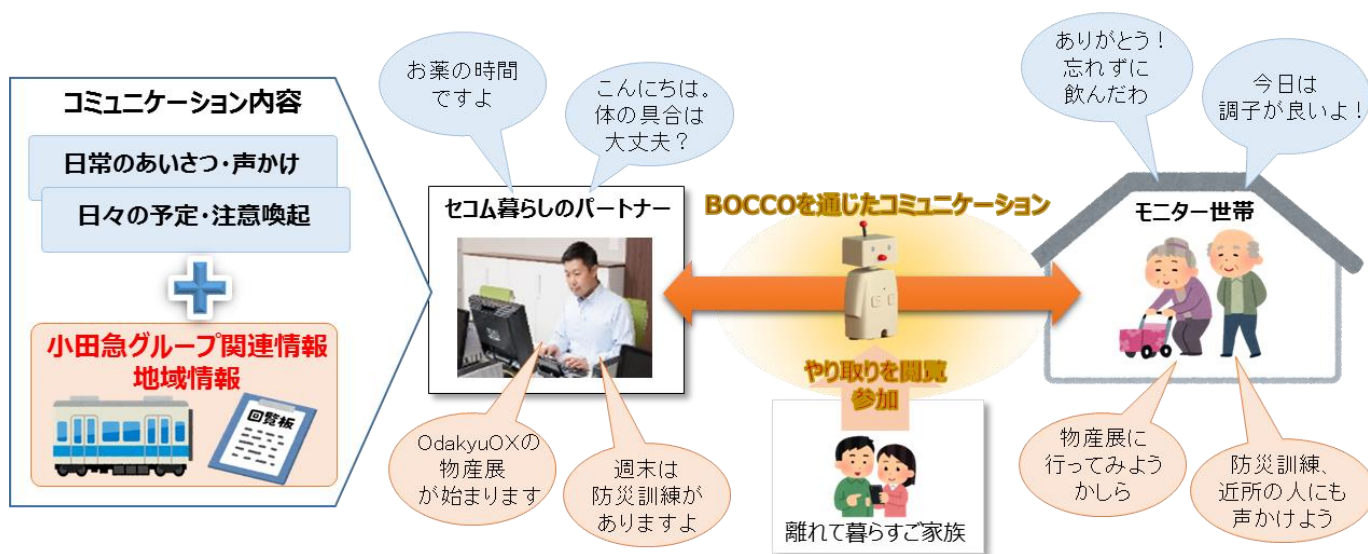 コミュニケーション内容
日常のあいさつ・声かけ
日々の予定・注意喚起
小田急グループ関連情報
地域情報
回覧板
お薬の時間
ですよ
こんにちは。
体の具合は
大丈夫？
セコム暮らしのパートナー
OdakyuOXの
物産展
が始まります
週末は
防災訓練が
ありますよ
BOCCOを通じたコミュニケーション
やり取りを閲覧
参加
離れて暮らすご家族
ありがとう！
忘れずに
飲んだわ
今日は
調子が良いよ！
モニター世帯
物産展に
行ってみよう
かしら
防災訓練、
近所の人にも
声かけよう